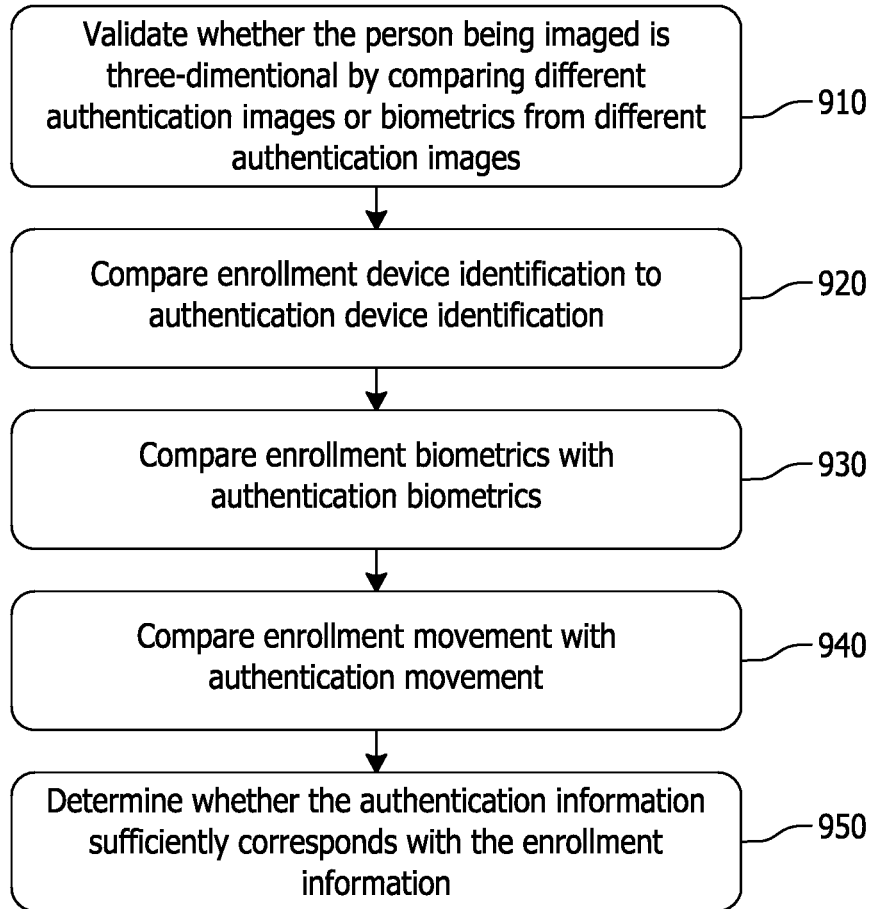 Validate whether the person being imaged is
three-dimentional by comparing different
authentication images or biometrics from different
authentication images
910
Compare enrollment device identification to
authentication device identification
920
Compare enrollment biometrics with
authentication biometrics
930
Compare enrollment movement with
authentication movement
940
Determine whether the authentication information
sufficiently corresponds with the enrollment
information
950